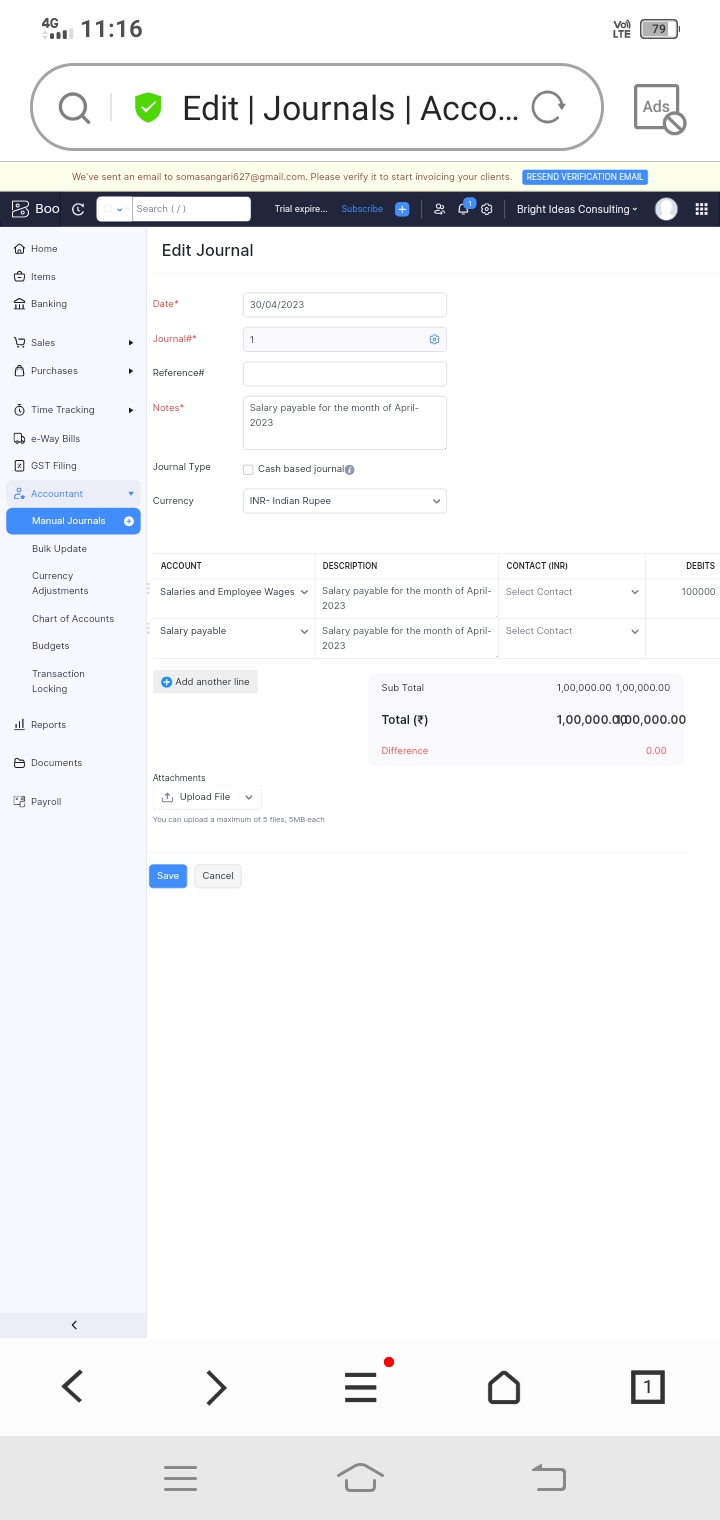 4G 11:16 Vo) LTE 79
Edit | Journals | Acco... Ads
We've sent an email to somasangari627@gmail.com. Please verify it to start invoicing your clients. RESEND VERIFICATION EMAIL
Boo Search ( / ) Trial expire... Subscribe 1 Bright Ideas Consulting
Home
Items
Banking
Sales
Purchases
Time Tracking
e-Way Bills
GST Filing
Accountant
Manual Journals
Bulk Update
Currency
Adjustments
Chart of Accounts
Budgets
Transaction
Locking
Reports
Documents
Payroll
Edit Journal
Date* 30/04/2023
Journal#* 1
Reference#
Notes* Salary payable for the month of April-
2023
Journal Type Cash based journal
Currency INR- Indian Rupee
ACCOUNT DESCRIPTION CONTACT (INR) DEBITS
Salaries and Employee Wages Salary payable for the month of April- Select Contact 100000
2023
Salary payable Salary payable for the month of April- Select Contact
2023
Add another line
Sub Total 1,00,000.00 1,00,000.00
Total (₹) 1,00,000.00 1,00,000.00
Difference 0.00
Attachments
Upload File
You can upload a maximum of 5 files, 5MB each
Save Cancel
1